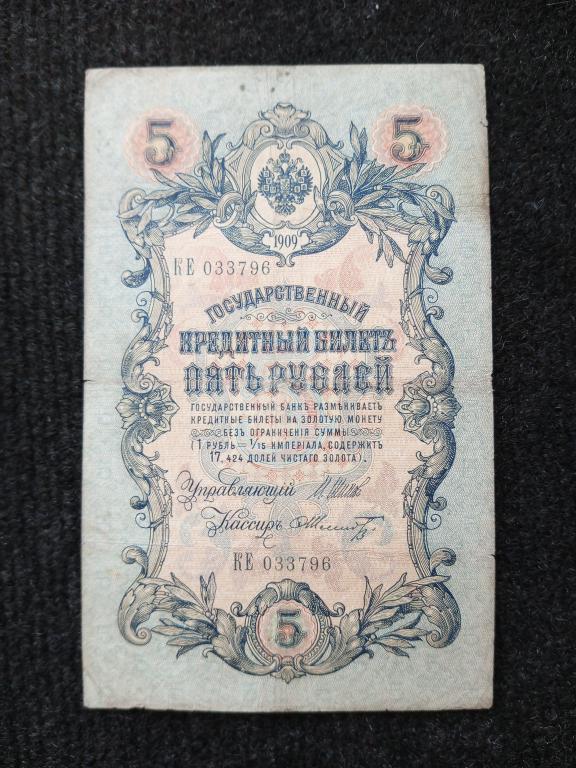 5 5
1909
КЕ 033796
ГОСУДАРСТВЕННЫЙ
КРЕДИТНЫЙ БИЛЕТЪ
ПЯТЬ РУБЛЕЙ
ГОСУДАРСТВЕННЫЙ БАНКЪ РАЗМѢНИВАЕТЪ
КРЕДИТНЫЕ БИЛЕТЫ НА ЗОЛОТУЮ МОНЕТУ
БЕЗЪ ОГРАНИЧЕНІЯ СУММЫ
(1 РУБЛЬ = 1/15 ИМПЕРІАЛА, СОДЕРЖИТЪ
17,424 ДОЛЕЙ ЧИСТАГО ЗОЛОТА).
Управляющій
Кассиръ
КЕ 033796
5